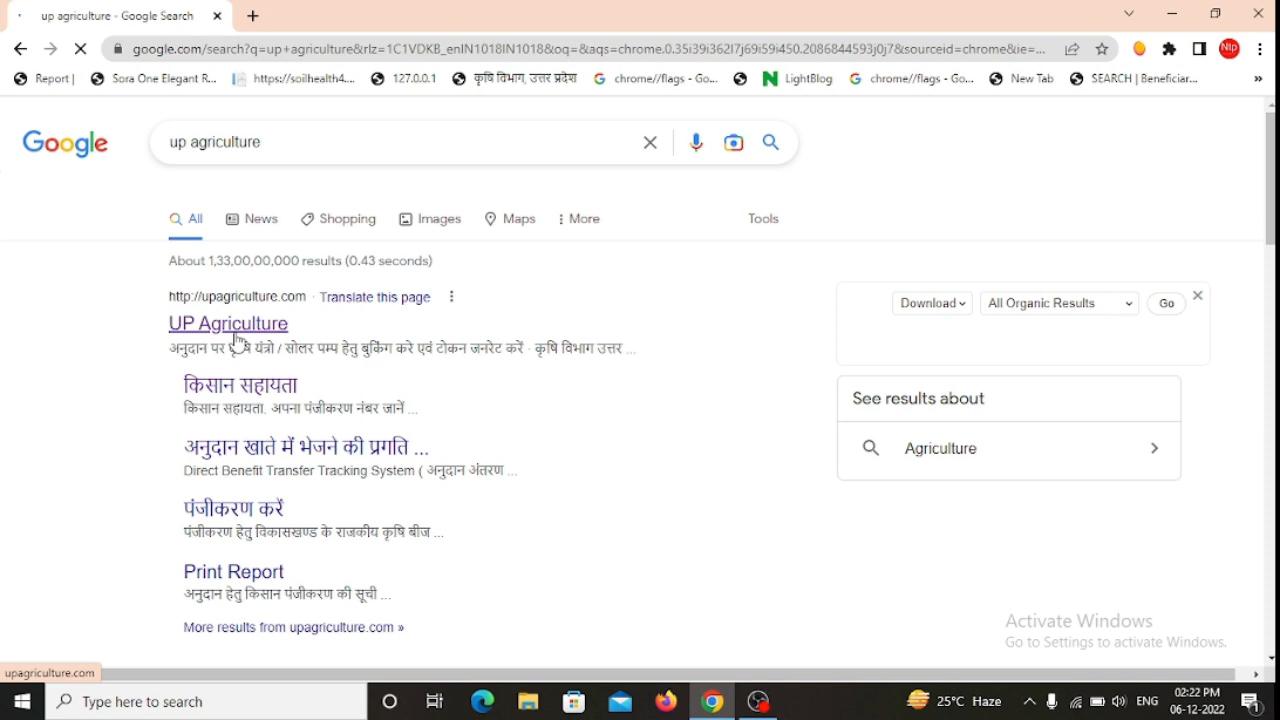 up agriculture - Google Search
google.com/search?q=up+agriculture&rlz=1C1VDKB_enIN1018IN1018&oq=&aqs=chrome.0.35i39i362l7j69i59i450.2086844593j0j7&sourceid=chrome&ie=...
Nlp
Report |
Sora One Elegant R...
https://soilhealth4...
127.0.0.1
कृषि विभाग, उत्तर प्रदेश
chrome://flags - Go...
LightBlog
chrome://flags - Go...
New Tab
SEARCH | Beneficiar...
»
Google
up agriculture
All
News
Shopping
Images
Maps
More
Tools
About 1,33,00,00,000 results (0.43 seconds)
http://upagriculture.com · Translate this page
UP Agriculture
अनुदान पर कृषि यंत्रो / सोलर पम्प हेतु बुकिंग करे एवं टोकन जनरेट करें · कृषि विभाग उत्तर ...
किसान सहायता
किसान सहायता. अपना पंजीकरण नंबर जानें ...
अनुदान खाते में भेजने की प्रगति ...
Direct Benefit Transfer Tracking System ( अनुदान अंतरण ...
पंजीकरण करें
पंजीकरण हेतु विकासखण्ड के राजकीय कृषि बीज ...
Print Report
अनुदान हेतु किसान पंजीकरण की सूची ...
More results from upagriculture.com »
Download
All Organic Results
Go
See results about
Agriculture
Activate Windows
Go to Settings to activate Windows.
upagriculture.com
Type here to search
25°C Haze
ENG
02:22 PM
06-12-2022
1